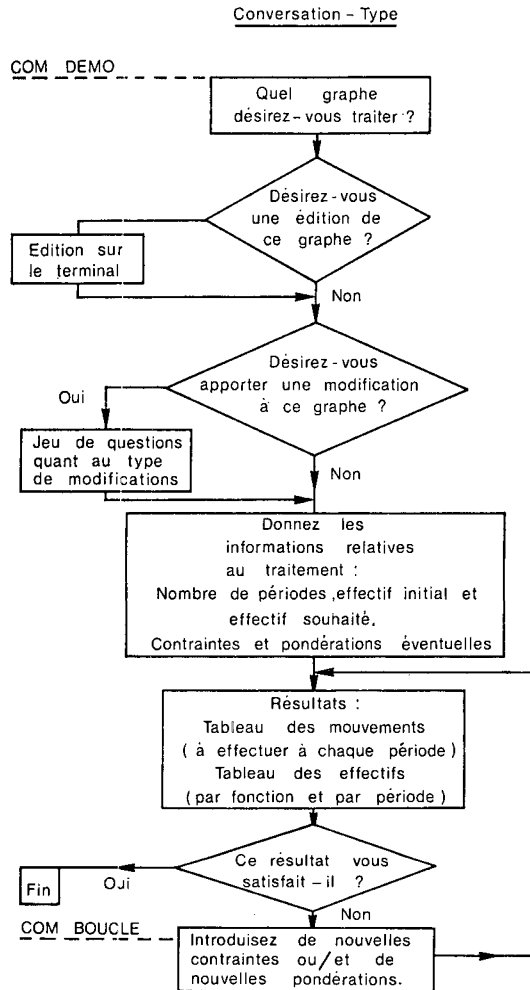 Conversation - Type
COM DEMO
Quel graphe
désirez-vous traiter ?
Désirez-vous
une édition de
ce graphe ?
Edition sur
le terminal
Non
Désirez-vous
apporter une modification
à ce graphe ?
Oui
Jeu de questions
quant au type
de modifications
Non
Donnez les
informations relatives
au traitement :
Nombre de périodes, effectif initial et
effectif souhaité.
Contraintes et pondérations éventuelles
Résultats :
Tableau des mouvements
( à effectuer à chaque période )
Tableau des effectifs
(par fonction et par période )
Ce résultat vous
satisfait-il ?
Oui
Fin
Non
COM BOUCLE
Introduisez de nouvelles
contraintes ou/et de
nouvelles pondérations.